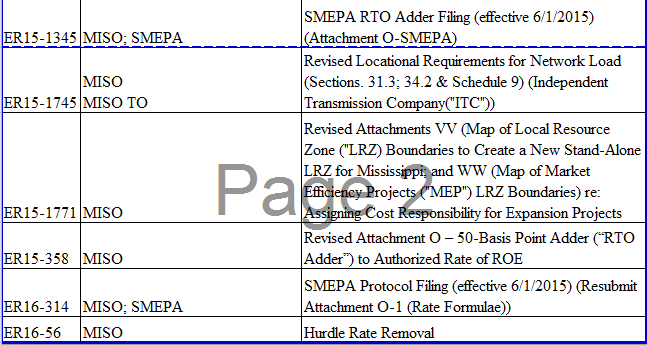 SMEPA RTO Adder Filing (effective 6/1/2015)
ER15-1345 MISO; SMEPA (Attachment O-SMEPA)
Revised Locational Requirements for Network Load
MISO (Sections. 31.3; 34.2 & Schedule 9) (Independent
ER15-1745 MISO TO Transmission Company("ITC"))
Revised Attachments VV (Map of Local Resource
Zone ("LRZ) Boundaries to Create a New Stand-Alone
LRZ for Mississippi and WW (Map of Market
Efficiency Projects ("MEP") LRZ Boundaries) re:
ER15-1771 MISO Assigning Cost Responsibility for Expansion Projects
Page 2
Revised Attachment O – 50-Basis Point Adder (“RTO
ER15-358 MISO Adder”) to Authorized Rate of ROE
SMEPA Protocol Filing (effective 6/1/2015) (Resubmit
ER16-314 MISO; SMEPA Attachment O-1 (Rate Formulae))
ER16-56 MISO Hurdle Rate Removal